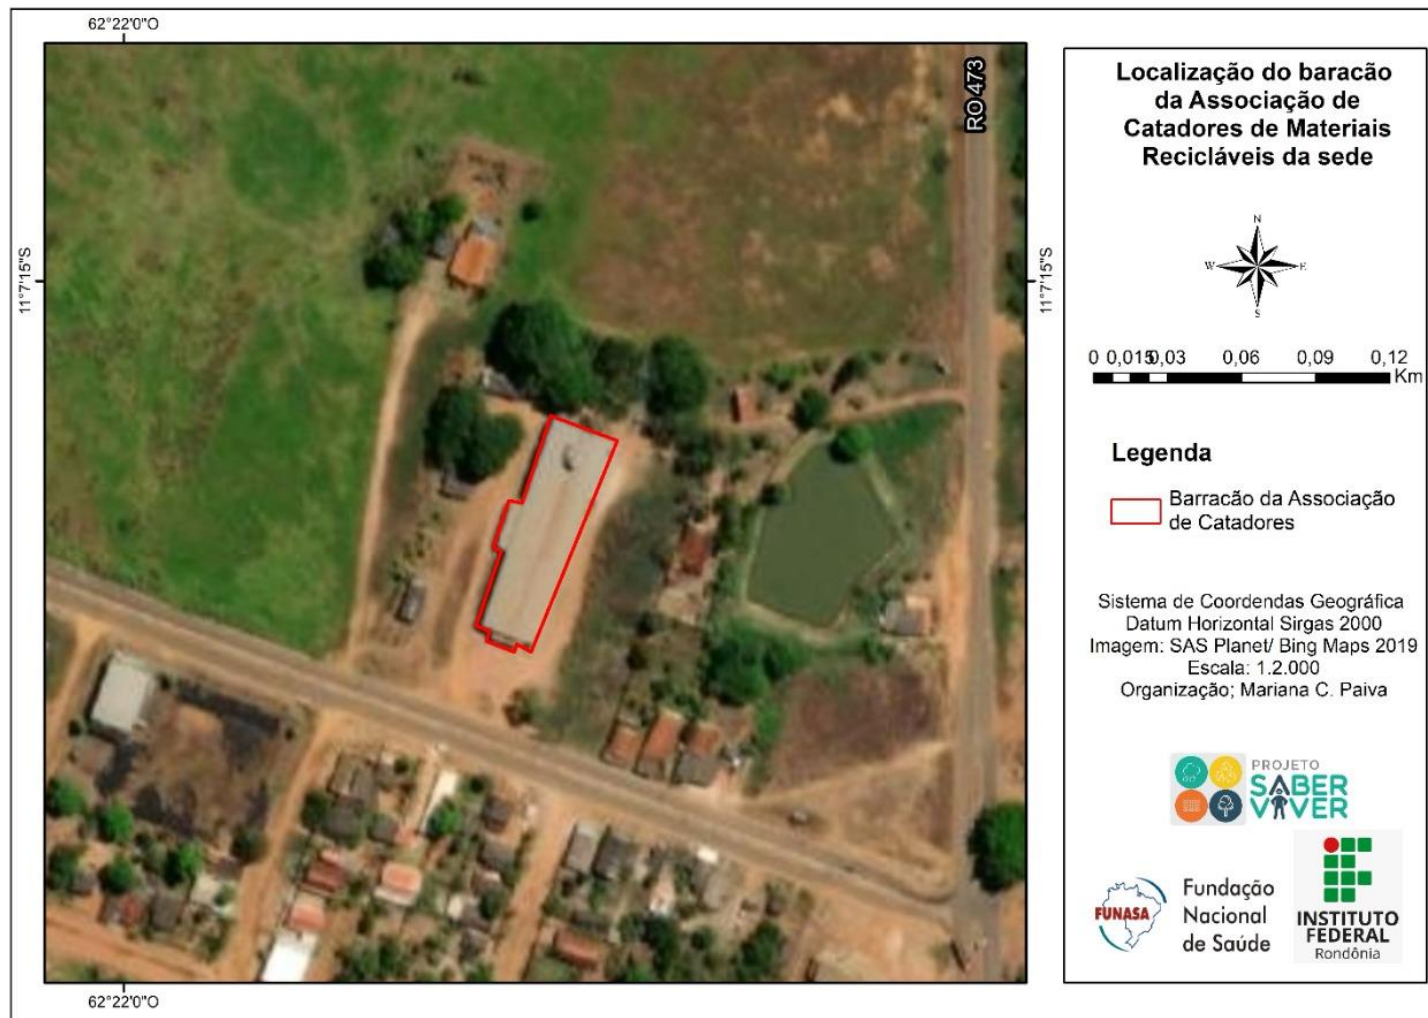 62°22'0"O
11°7'15"S
RO 473
11°7'15"S
62°22'0"O
Localização do baracão
da Associação de
Catadores de Materiais
Recicláveis da sede
N
W
E
S
0 0,015 0,03 0,06 0,09 0,12
Km
Legenda
Barracão da Associação
de Catadores
Sistema de Coordendas Geográfica
Datum Horizontal Sirgas 2000
Imagem: SAS Planet/ Bing Maps 2019
Escala: 1.2.000
Organização; Mariana C. Paiva
PROJETO
SABER
VIVER
FUNASA
Fundação
Nacional
de Saúde
INSTITUTO
FEDERAL
Rondônia